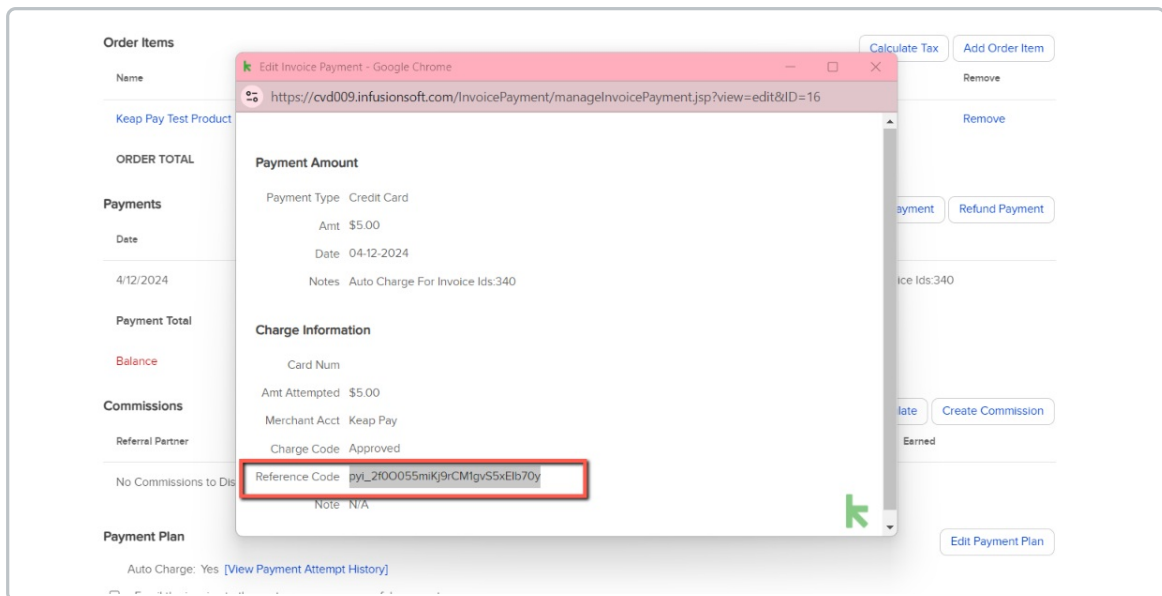 Order Items
Calculate Tax
Add Order Item
Name
Remove
Edit Invoice Payment - Google Chrome
https://cvd009.infusionsoft.com/InvoicePayment/manageInvoicePayment.jsp?view=edit&ID=16
Keap Pay Test Product
Remove
ORDER TOTAL
Payment Amount
Payment Type Credit Card
Payments
ayment
Refund Payment
Amt $5.00
Date
Date 04-12-2024
4/12/2024
Notes Auto Charge For Invoice Ids:340
ice Ids:340
Payment Total
Charge Information
Balance
Card Num
Amt Attempted $5.00
Commissions
late
Create Commission
Merchant Acct Keap Pay
Referral Partner
Earned
Charge Code Approved
Reference Code pyi_2f0O055miKj9rCM1gvS5xElb70y
No Commissions to Dis
Note N/A
Payment Plan
Edit Payment Plan
Auto Charge: Yes [View Payment Attempt History]